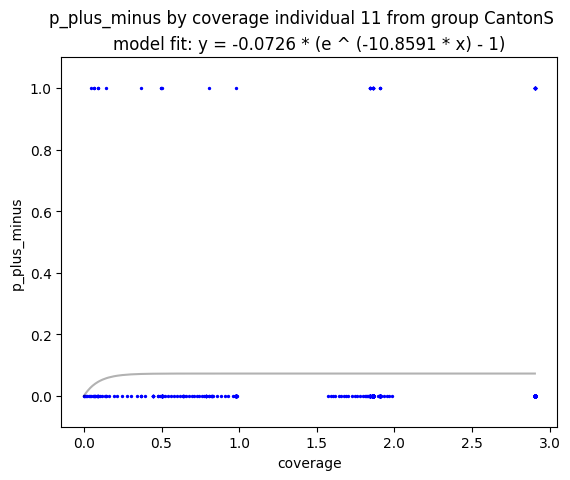 p_plus_minus by coverage individual 11 from group CantonS
model fit: y = -0.0726 * (e ^ (-10.8591 * x) - 1)
1.0
0.8
0.6
0.4
0.2
0.0
p_plus_minus
0.0 0.5 1.0 1.5 2.0 2.5 3.0
coverage